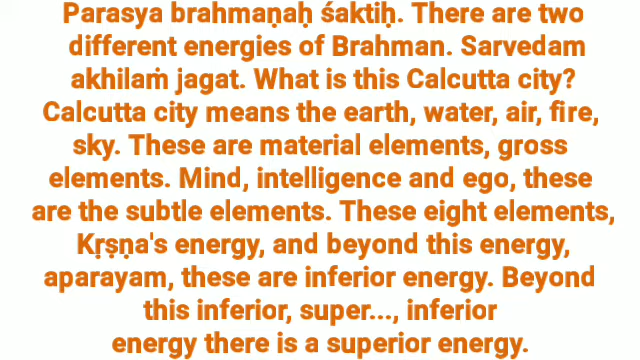 Parasya brahmaṇaḥ śaktiḥ. There are two
different energies of Brahman. Sarvedam
akhilaṁ jagat. What is this Calcutta city?
Calcutta city means the earth, water, air, fire,
sky. These are material elements, gross
elements. Mind, intelligence and ego, these
are the subtle elements. These eight elements,
Kṛṣṇa's energy, and beyond this energy,
aparayam, these are inferior energy. Beyond
this inferior, super..., inferior
energy there is a superior energy.